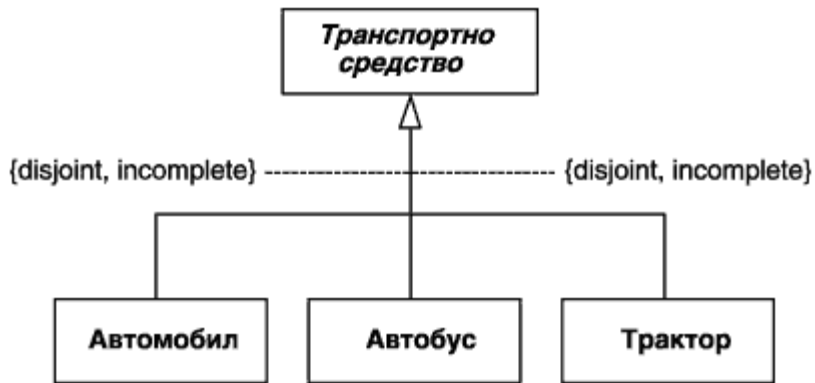 Транспортно
средство
{disjoint, incomplete} {disjoint, incomplete}
Автомобил Автобус Трактор